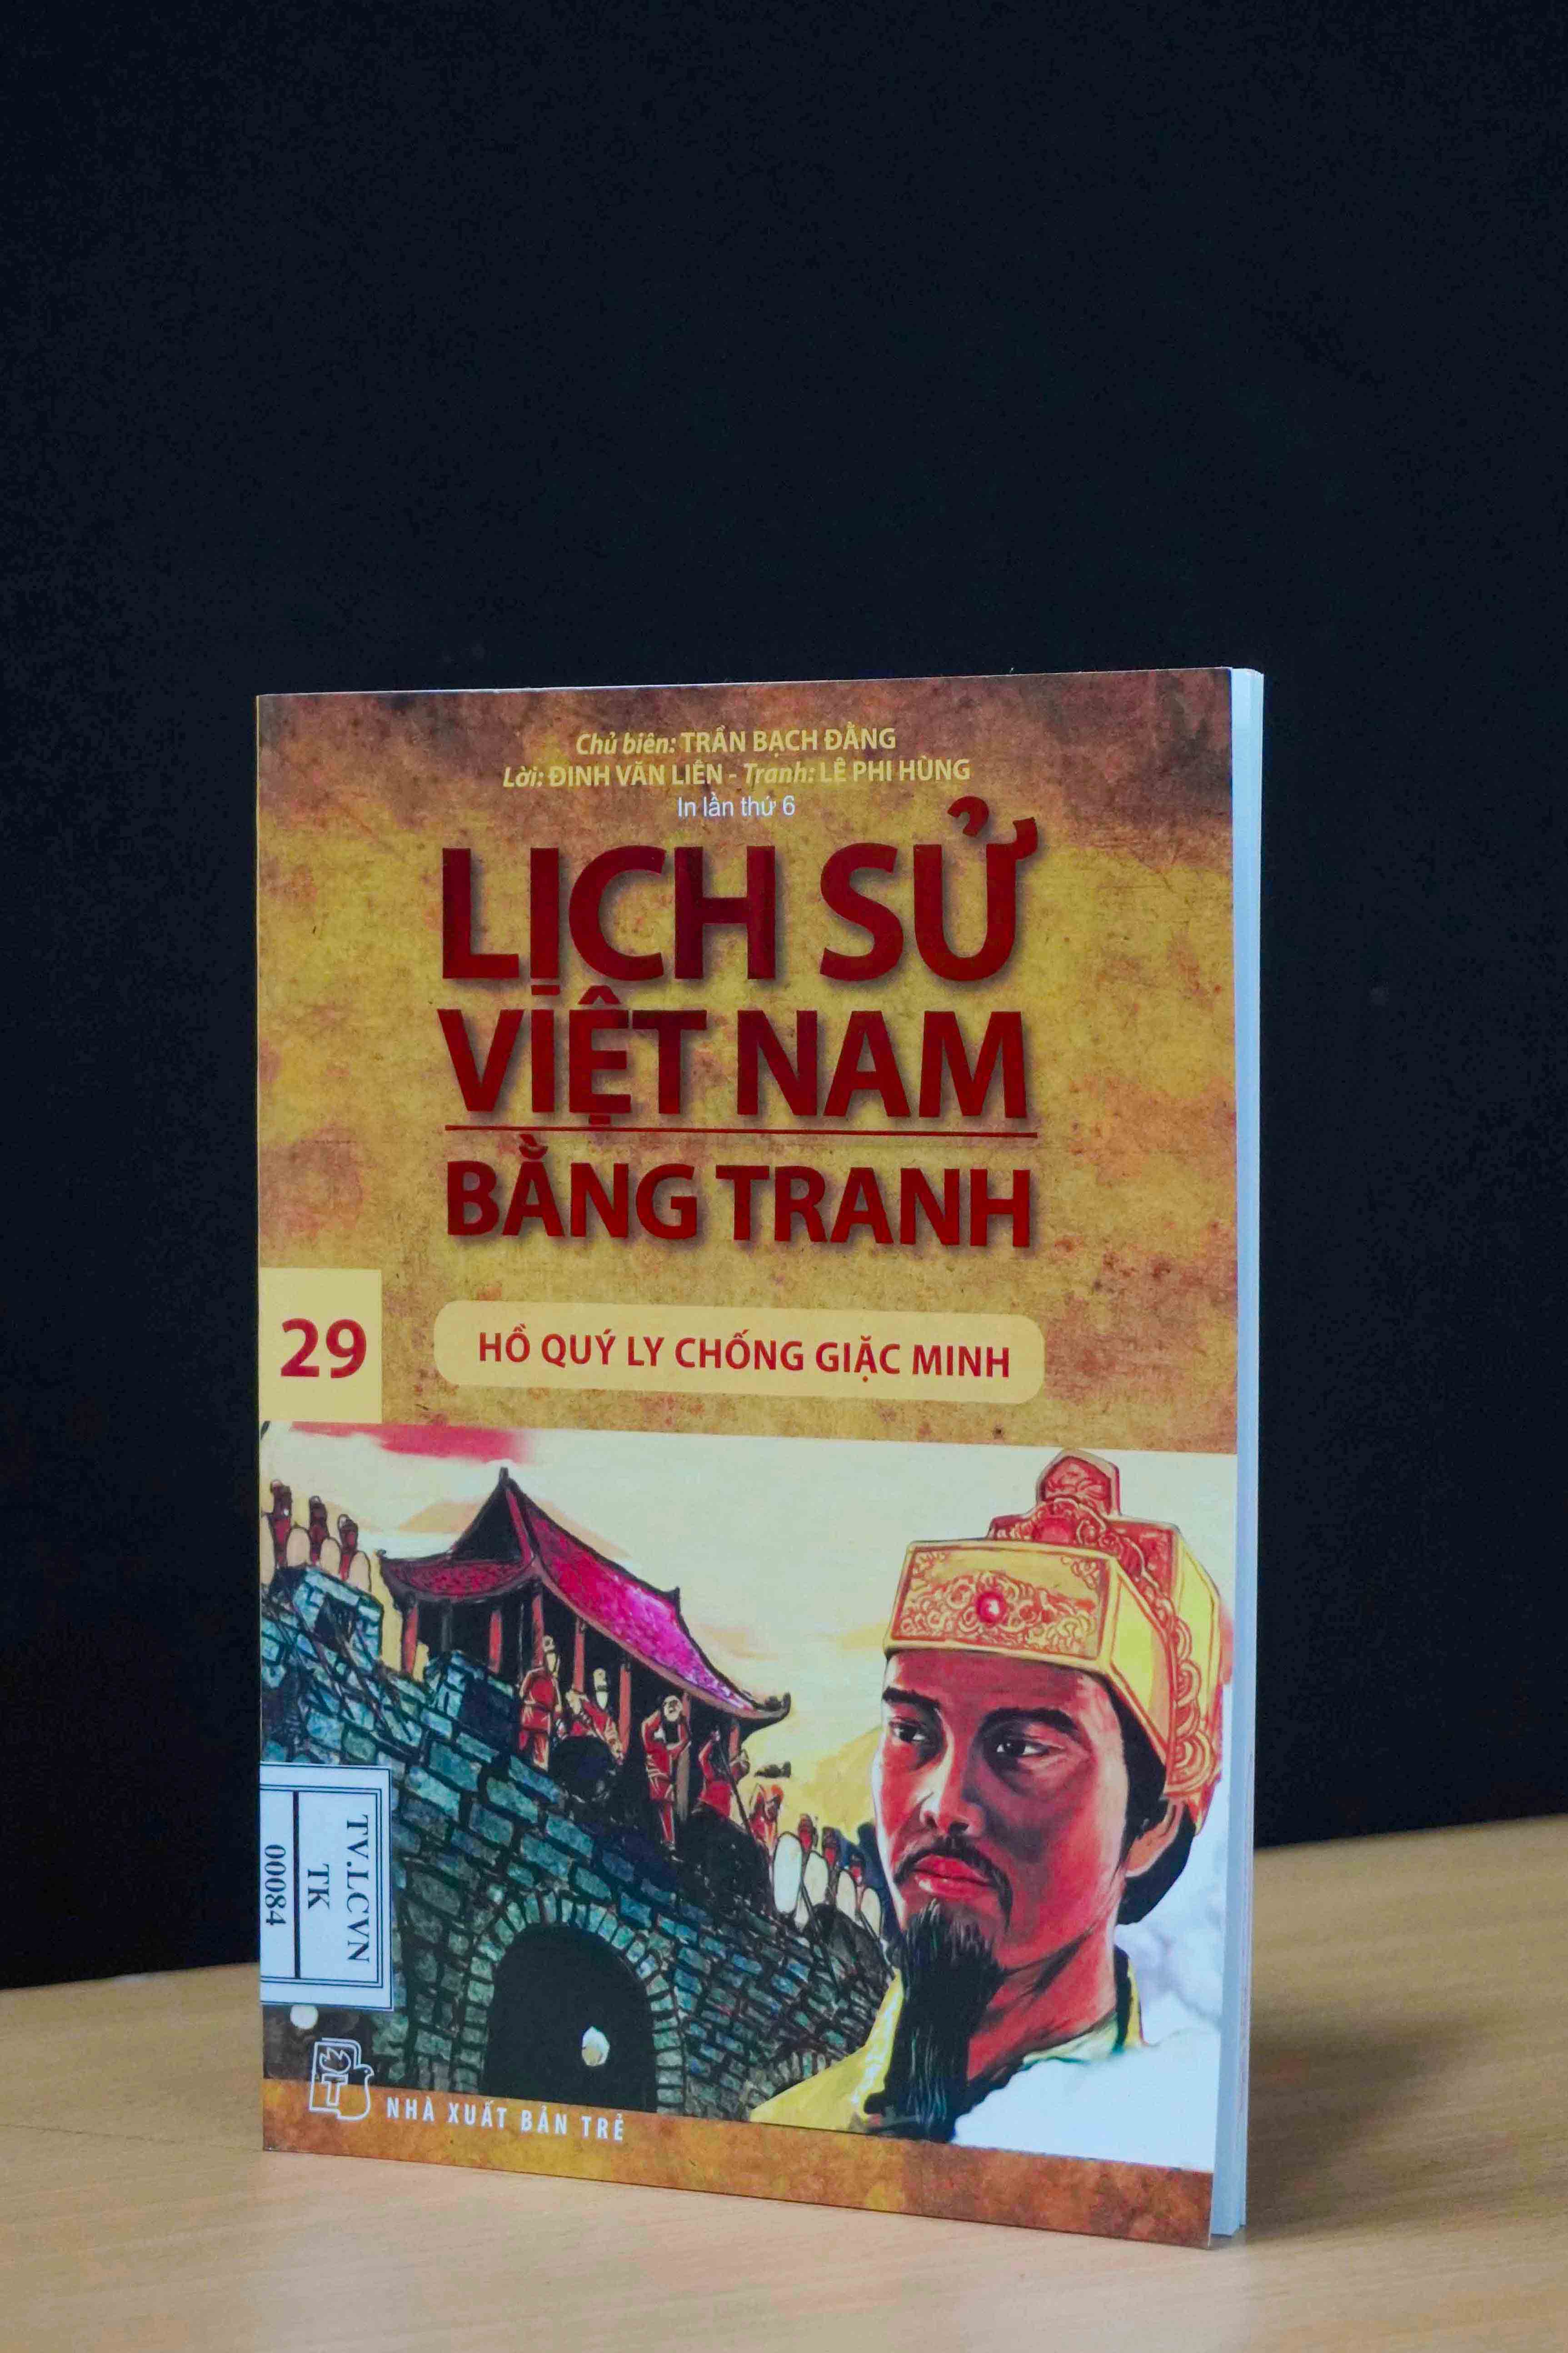 Chủ biên: TRẦN BẠCH ĐẰNG
Lời: ĐINH VĂN LIÊN - Tranh: LÊ PHI HÙNG
In lần thứ 6
LỊCH SỬ
VIỆT NAM
BẰNG TRANH
29
HỒ QUÝ LY CHỐNG GIẶC MINH
TV.LCVN
TK
00084
NHÀ XUẤT BẢN TRẺ